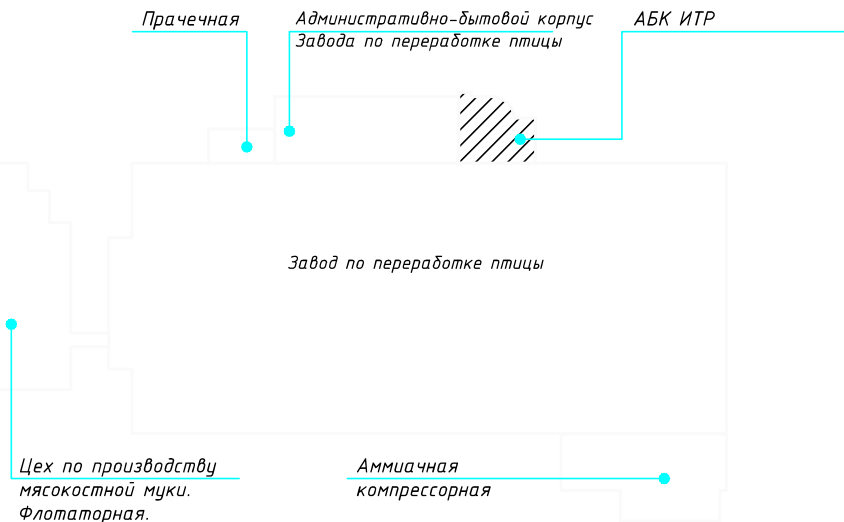 Прачечная
Административно-бытовой корпус
Завода по переработке птицы
АБК ИТР
Завод по переработке птицы
Цех по производству
мясокостной муки.
Флотаторная.
Аммиачная
компрессорная